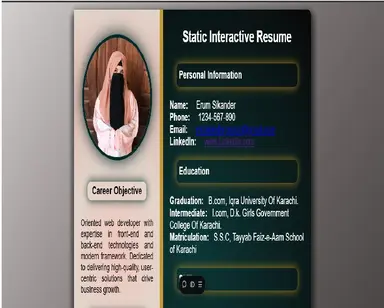 Static Interactive Resume
Career Objective
Oriented web developer with
expertise in front-end and
back-end technologies and
modern framework. Dedicated
to delivering high-quality, user-
centric solutions that drive
business growth.
Personal Information
Name: Erum Sikander
Phone: 1234-567-890
Email:
LinkedIn:
Education
Graduation: B.com, Iqra University Of Karachi.
Intermediate: I.com, D.k. Girls Government
College Of Karachi.
Matriculation: S.S.C, Tayyab Faiz-e-Aam School
of Karachi